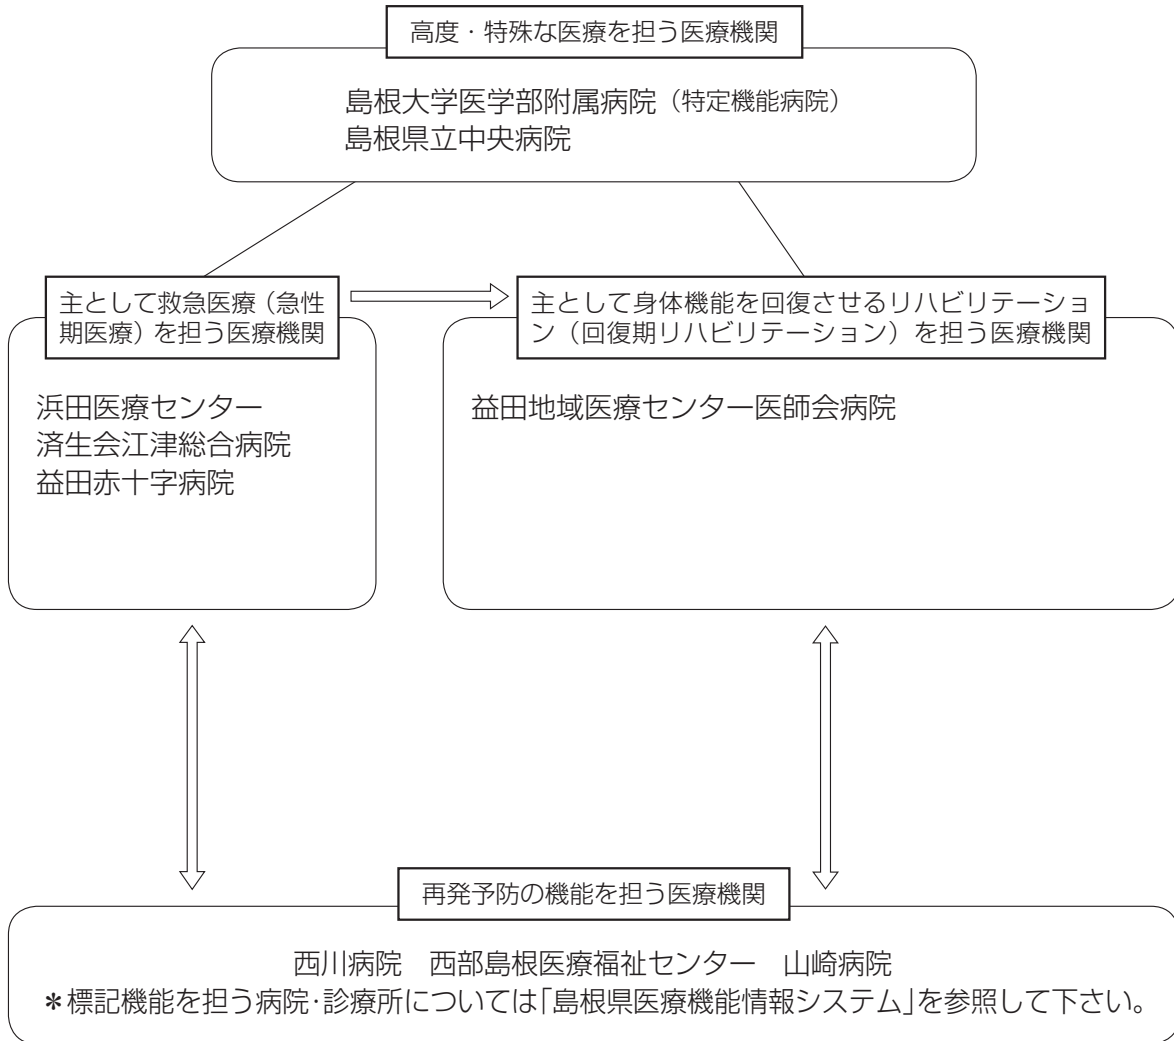 高度・特殊な医療を担う医療機関
島根大学医学部附属病院（特定機能病院）
島根県立中央病院
主として救急医療（急性
期医療）を担う医療機関
浜田医療センター
済生会江津総合病院
益田赤十字病院
主として身体機能を回復させるリハビリテーショ
ン（回復期リハビリテーション）を担う医療機関
益田地域医療センター医師会病院
再発予防の機能を担う医療機関
西川病院　西部島根医療福祉センター　山崎病院
＊標記機能を担う病院・診療所については「島根県医療機能情報システム」を参照して下さい。